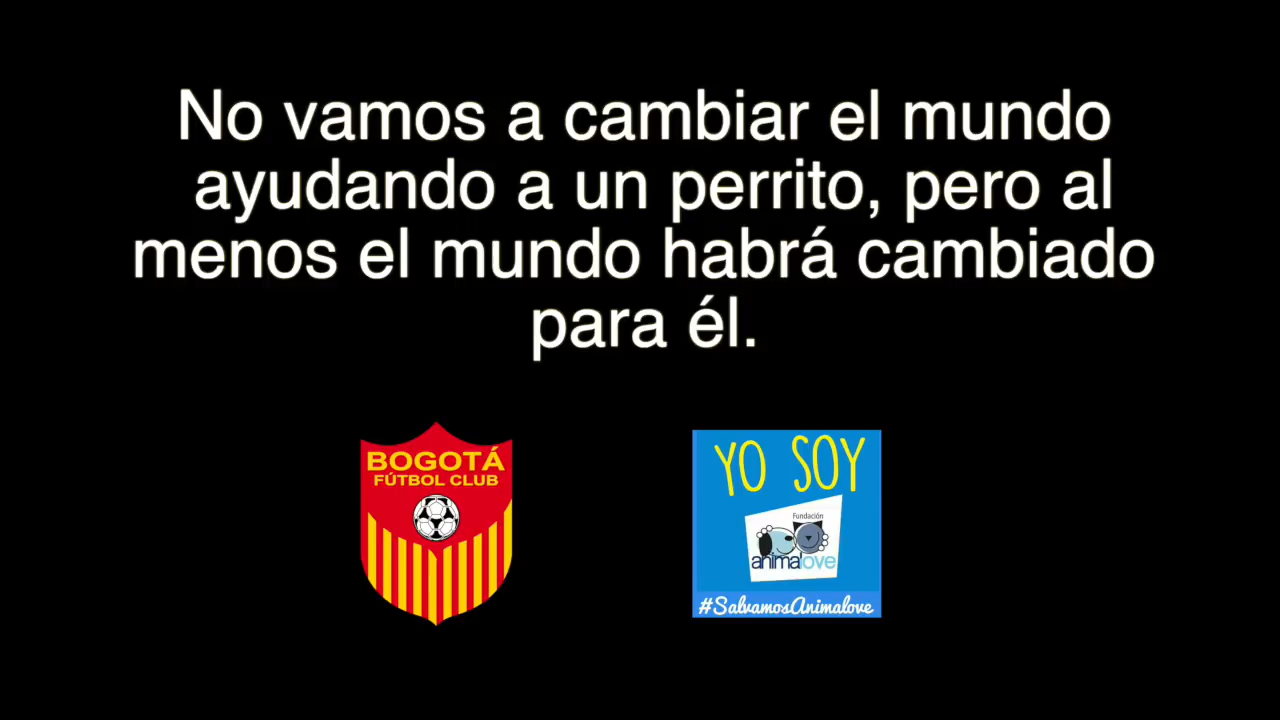 No vamos a cambiar el mundo
ayudando a un perrito, pero al
menos el mundo habrá cambiado
para él.
BOGOTÁ
FÚTBOL CLUB
YO SOY
Fundación
animalove
#SalvamosAnimalove